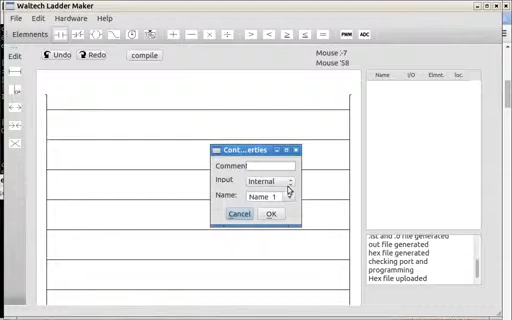 Waltech Ladder Maker
File Edit Hardware Help
Elemnents + − × ÷ > < ≥ ≤ = PWM ADC
Edit Undo Redo compile
Mouse :-7
Mouse '58
Name I/O Elmnt. loc.
Cont...erties
Comment
Input Internal
Name: Name 1
Cancel OK
.lst and .o file generated
out file generated
hex file generated
checking port and
programming
Hex file uploaded